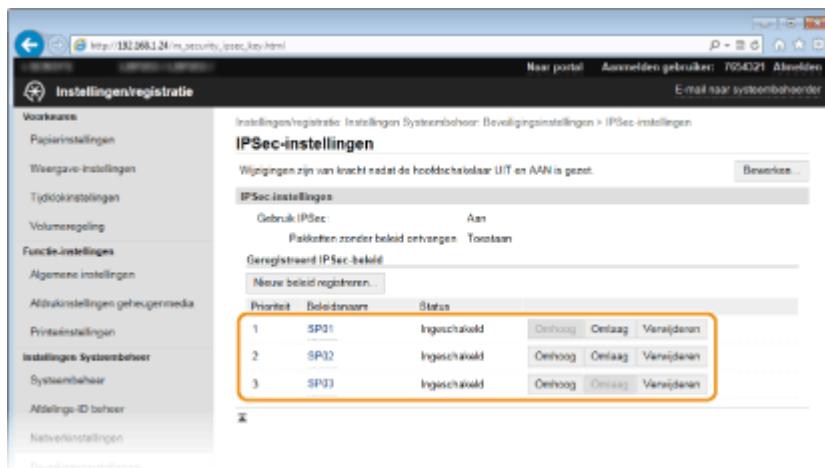 http://192.168.1.24/m_security_ipsec_key.html
Naar portal Aanmelden gebruiker: 7654321 Afmelden
Instellingen/registratie
E-mail naar systeembeheerder
Voorkeuren
Papierinstellingen
Weergave-instellingen
Tijdklokinstellingen
Volumeregeling
Functie-instellingen
Algemene instellingen
Afdrukinstellingen geheugenmedia
Printerinstellingen
Instellingen Systeembeheer
Systeembeheer
Afdelings-ID beheer
Netwerkinstellingen
Instellingen/registratie: Instellingen Systeembeheer: Beveiligingsinstellingen > IPSec-instellingen
IPSec-instellingen
Wijzigingen zijn van kracht nadat de hoofdschakelaar UIT en AAN is gezet.
Bewerken...
IPSec-instellingen
Gebruik IPSec: Aan
Pakketten zonder beleid ontvangen Toestaan
Geregistreerd IPSec-beleid
Nieuw beleid registreren...
Prioriteit Beleidsnaam Status
1 SP01 Ingeschakeld Omhoog Omlaag Verwijderen
2 SP02 Ingeschakeld Omhoog Omlaag Verwijderen
3 SP03 Ingeschakeld Omhoog Omlaag Verwijderen